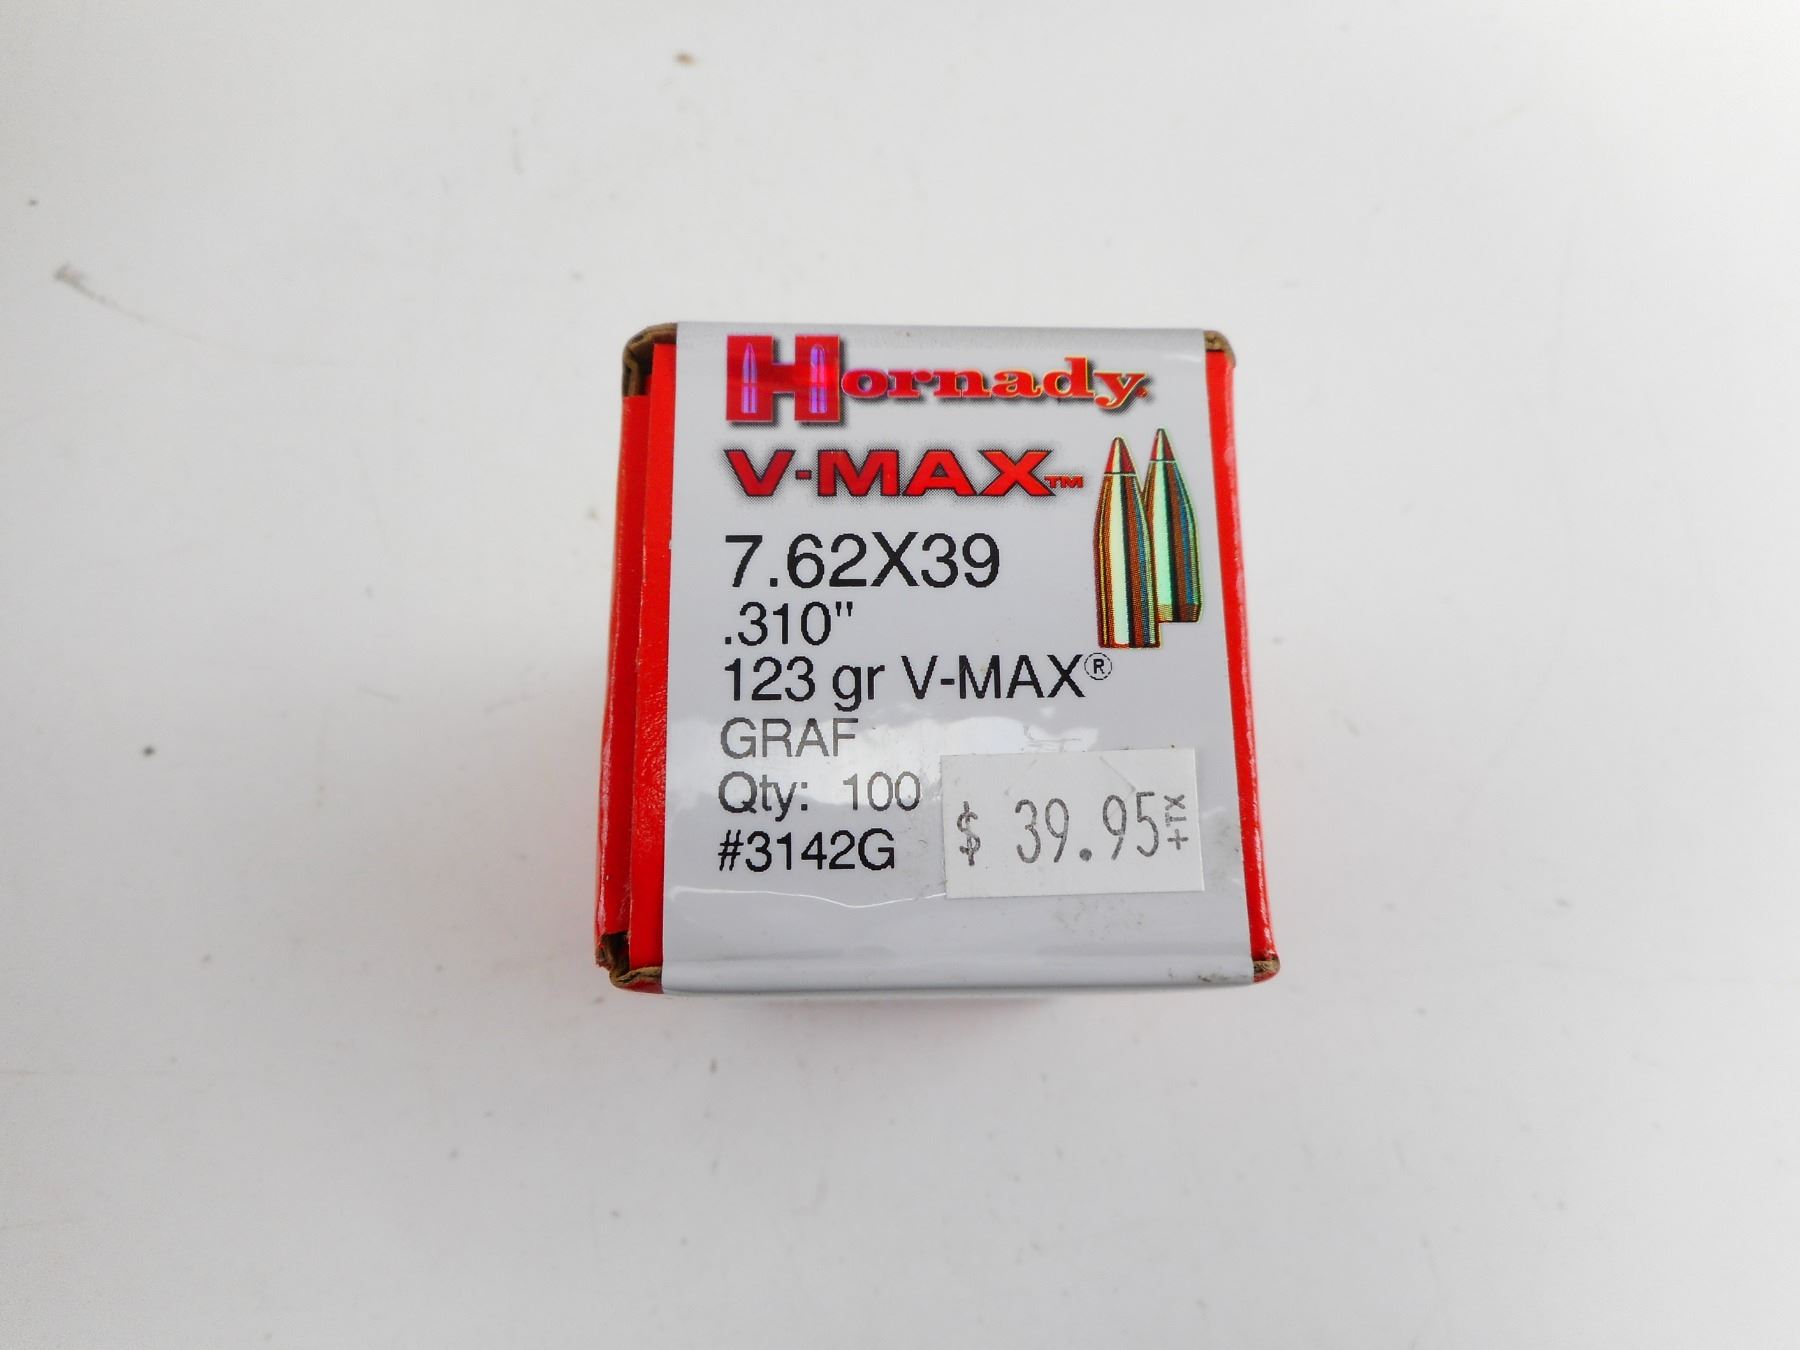 Hornady
V-MAX™
7.62X39
.310"
123 gr V-MAX®
GRAF
Qty: 100
#3142G
$ 39.95 +TX